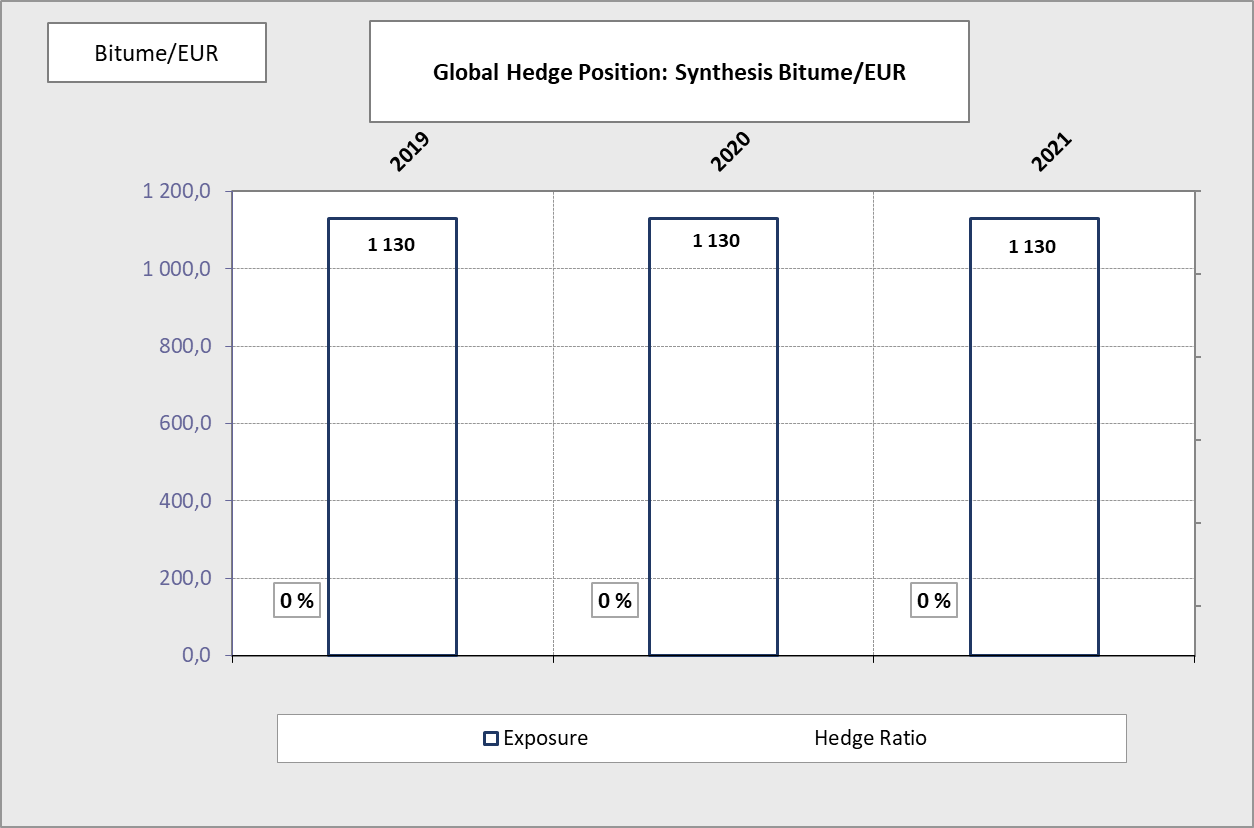 Bitume/EUR
Global Hedge Position: Synthesis Bitume/EUR
2019 2020 2021
1 200,0
1 130 1 130 1 130
1 000,0
800,0
600,0
400,0
200,0
0 % 0 % 0 %
0,0
Exposure Hedge Ratio